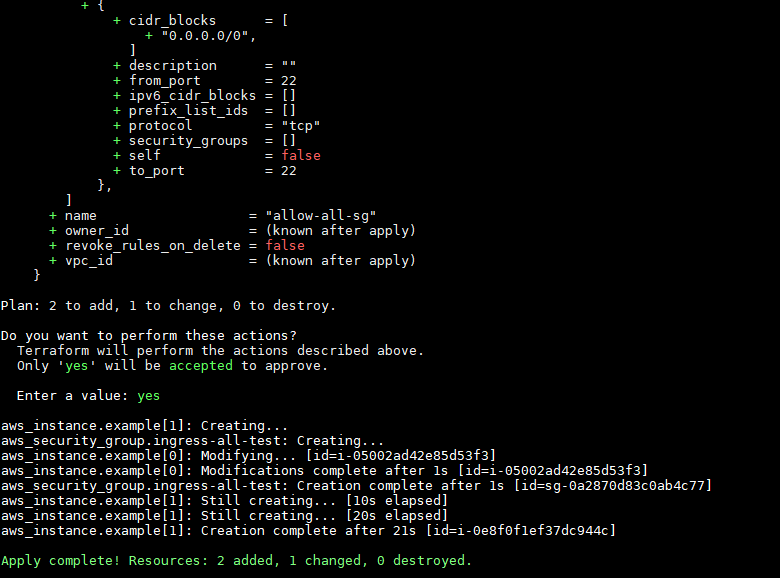 + {
+ cidr_blocks      = [
+ "0.0.0.0/0",
]
+ description      = ""
+ from_port        = 22
+ ipv6_cidr_blocks = []
+ prefix_list_ids  = []
+ protocol         = "tcp"
+ security_groups  = []
+ self             = false
+ to_port          = 22
},
]
+ name                   = "allow-all-sg"
+ owner_id               = (known after apply)
+ revoke_rules_on_delete = false
+ vpc_id                 = (known after apply)
}
Plan: 2 to add, 1 to change, 0 to destroy.
Do you want to perform these actions?
Terraform will perform the actions described above.
Only 'yes' will be accepted to approve.
Enter a value: yes
aws_instance.example[1]: Creating...
aws_security_group.ingress-all-test: Creating...
aws_instance.example[0]: Modifying... [id=i-05002ad42e85d53f3]
aws_instance.example[0]: Modifications complete after 1s [id=i-05002ad42e85d53f3]
aws_security_group.ingress-all-test: Creation complete after 1s [id=sg-0a2870d83c0ab4c77]
aws_instance.example[1]: Still creating... [10s elapsed]
aws_instance.example[1]: Still creating... [20s elapsed]
aws_instance.example[1]: Creation complete after 21s [id=i-0e8f0f1ef37dc944c]
Apply complete! Resources: 2 added, 1 changed, 0 destroyed.